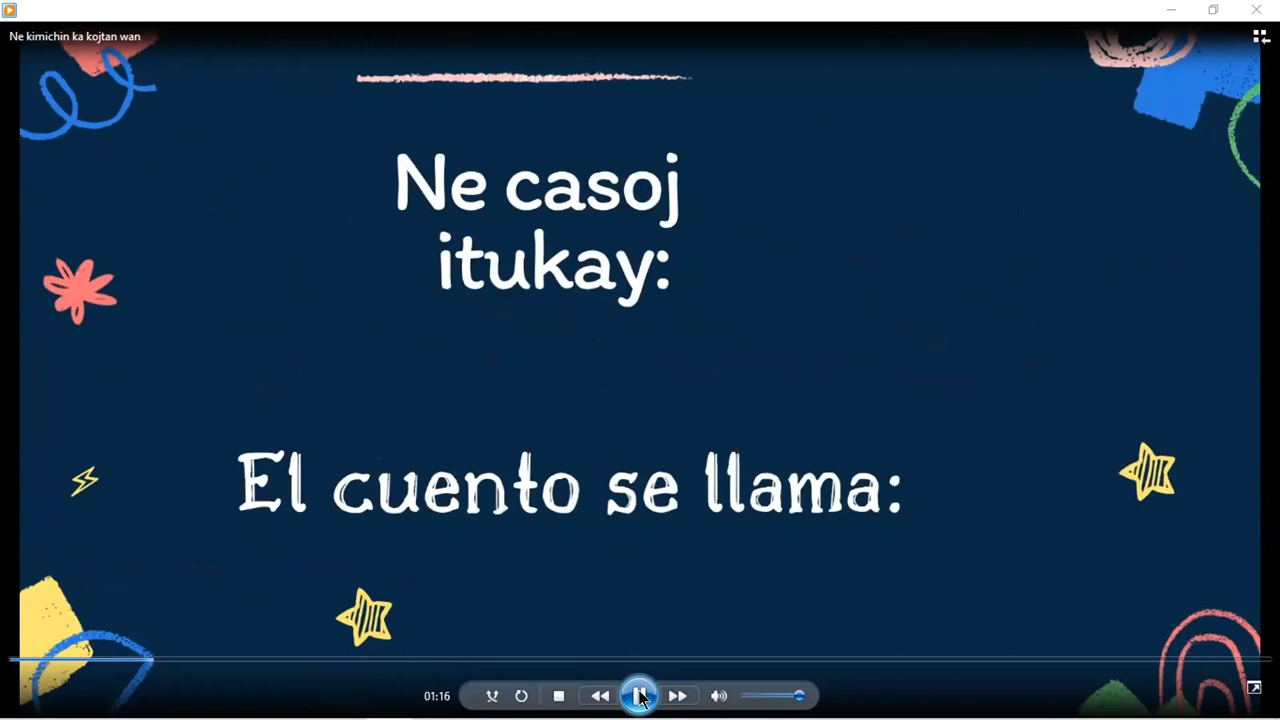 Ne kimichin ka kojtan wan
Ne casoj
itukay:
El cuento se llama:
01:16